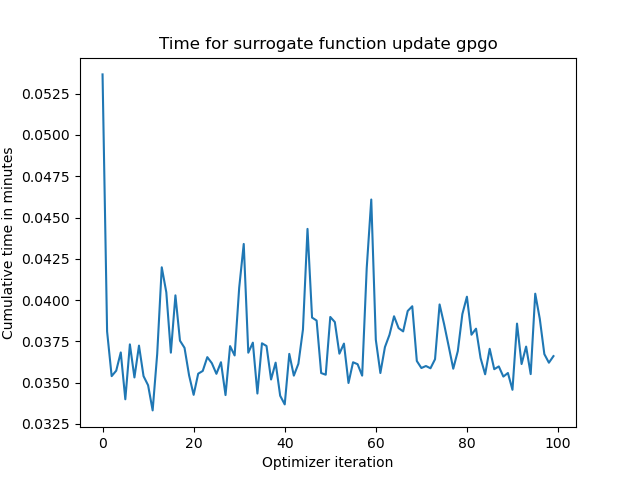 Time for surrogate function update gpgo
Cumulative time in minutes
0.0525
0.0500
0.0475
0.0450
0.0425
0.0400
0.0375
0.0350
0.0325
0 20 40 60 80 100
Optimizer iteration